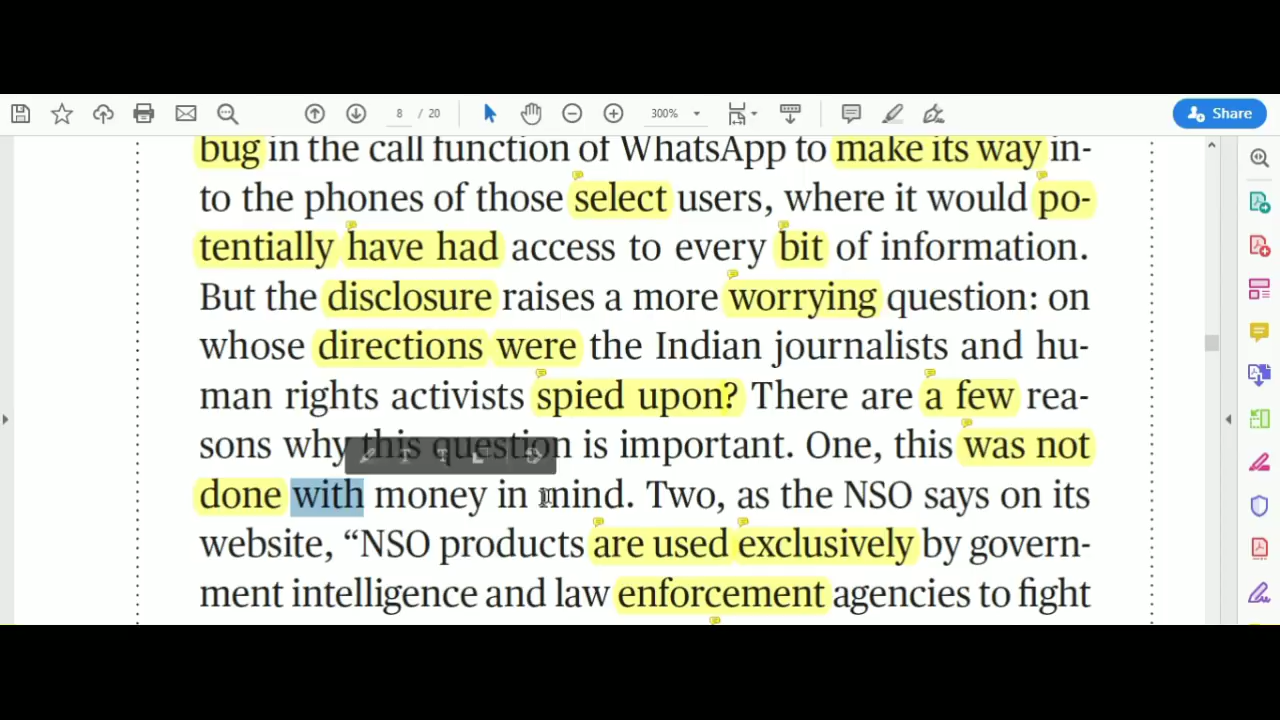 8 / 20 300% Share
bug in the call function of WhatsApp to make its way in-
to the phones of those select users, where it would po-
tentially have had access to every bit of information.
But the disclosure raises a more worrying question: on
whose directions were the Indian journalists and hu-
man rights activists spied upon? There are a few rea-
sons why this question is important. One, this was not
done with money in mind. Two, as the NSO says on its
website, “NSO products are used exclusively by govern-
ment intelligence and law enforcement agencies to fight